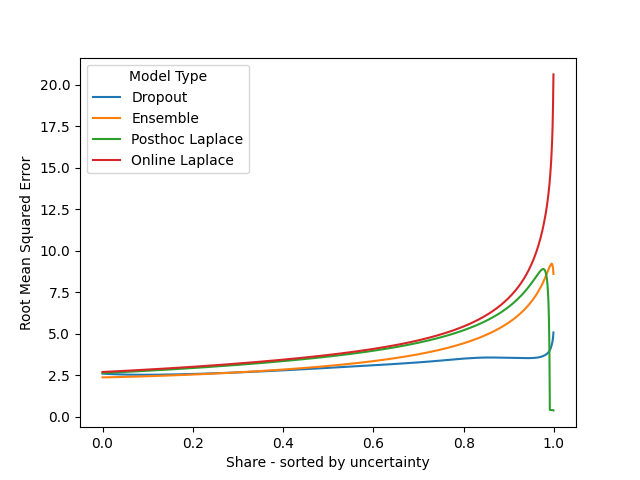 Model Type
Dropout
Ensemble
Posthoc Laplace
Online Laplace
Root Mean Squared Error
20.0
17.5
15.0
12.5
10.0
7.5
5.0
2.5
0.0
0.0 0.2 0.4 0.6 0.8 1.0
Share - sorted by uncertainty